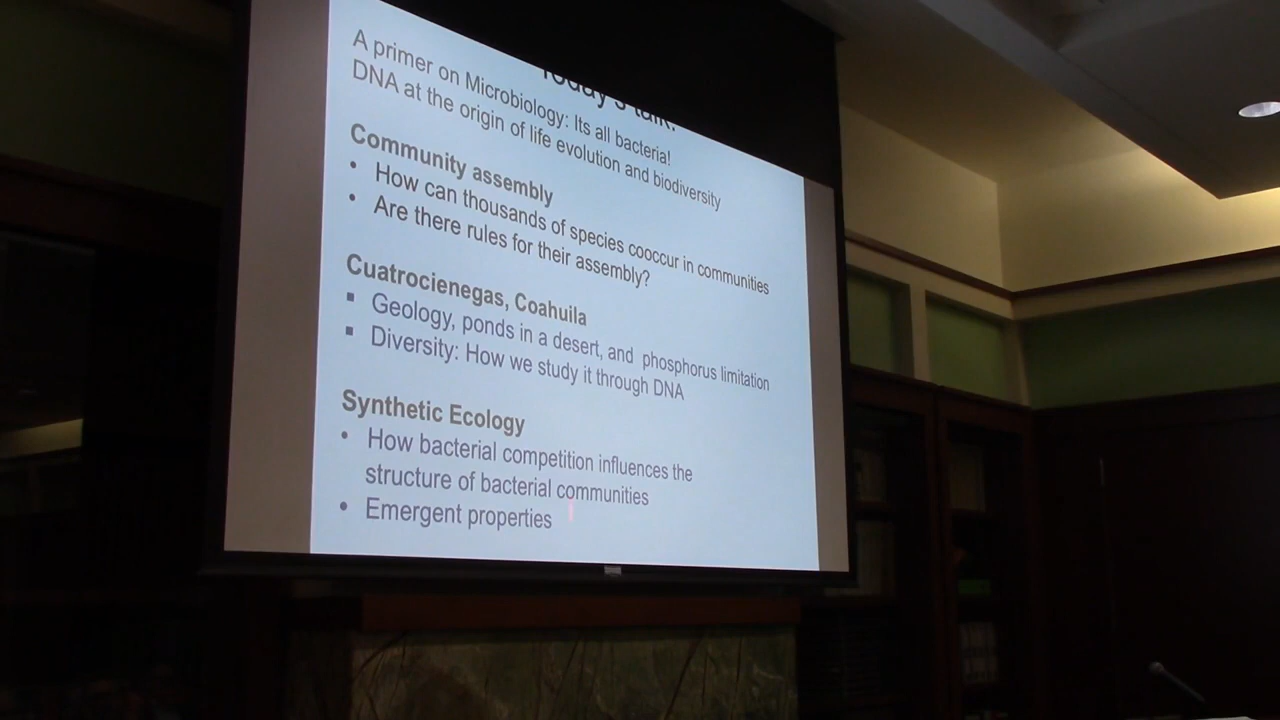 Today's talk:
A primer on Microbiology: Its all bacteria!
DNA at the origin of life evolution and biodiversity
Community assembly
• How can thousands of species cooccur in communities
• Are there rules for their assembly?
Cuatrocienegas, Coahuila
▪ Geology, ponds in a desert, and phosphorus limitation
▪ Diversity: How we study it through DNA
Synthetic Ecology
• How bacterial competition influences the
structure of bacterial communities
• Emergent properties